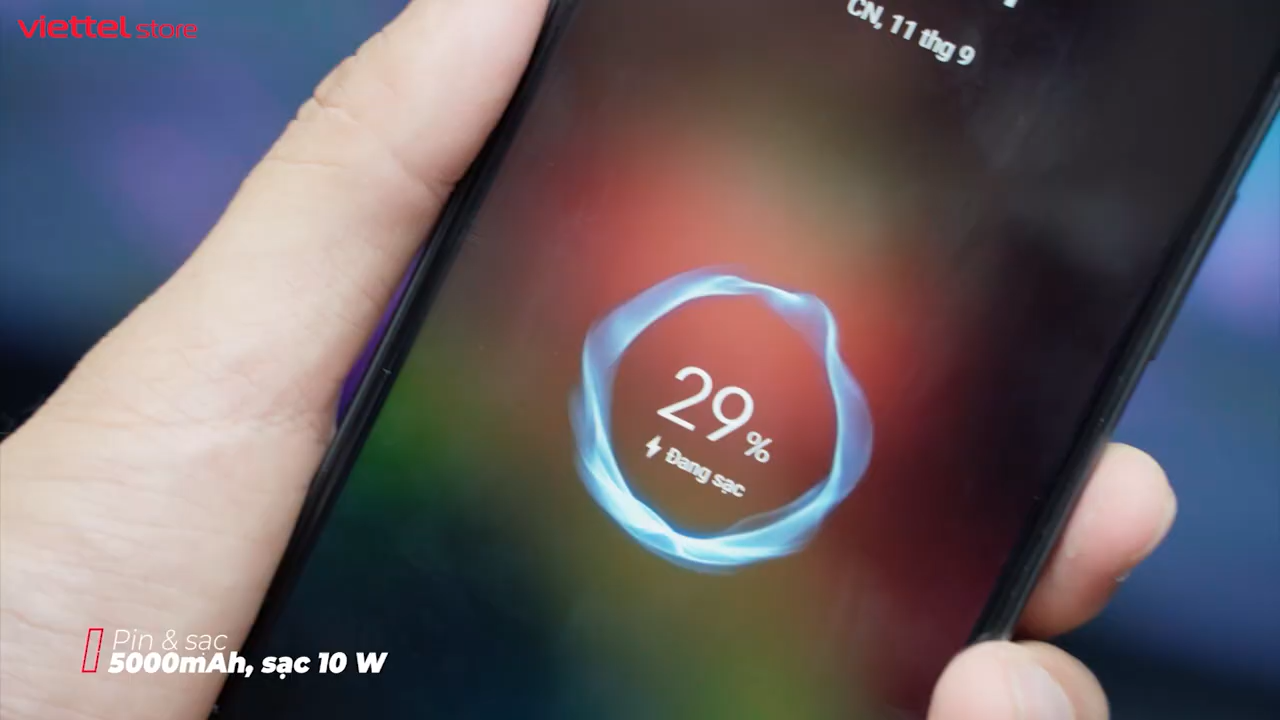 viettel store
CN, 11 thg 9
29%
Đang sạc
Pin & sạc
5000mAh, sạc 10 W